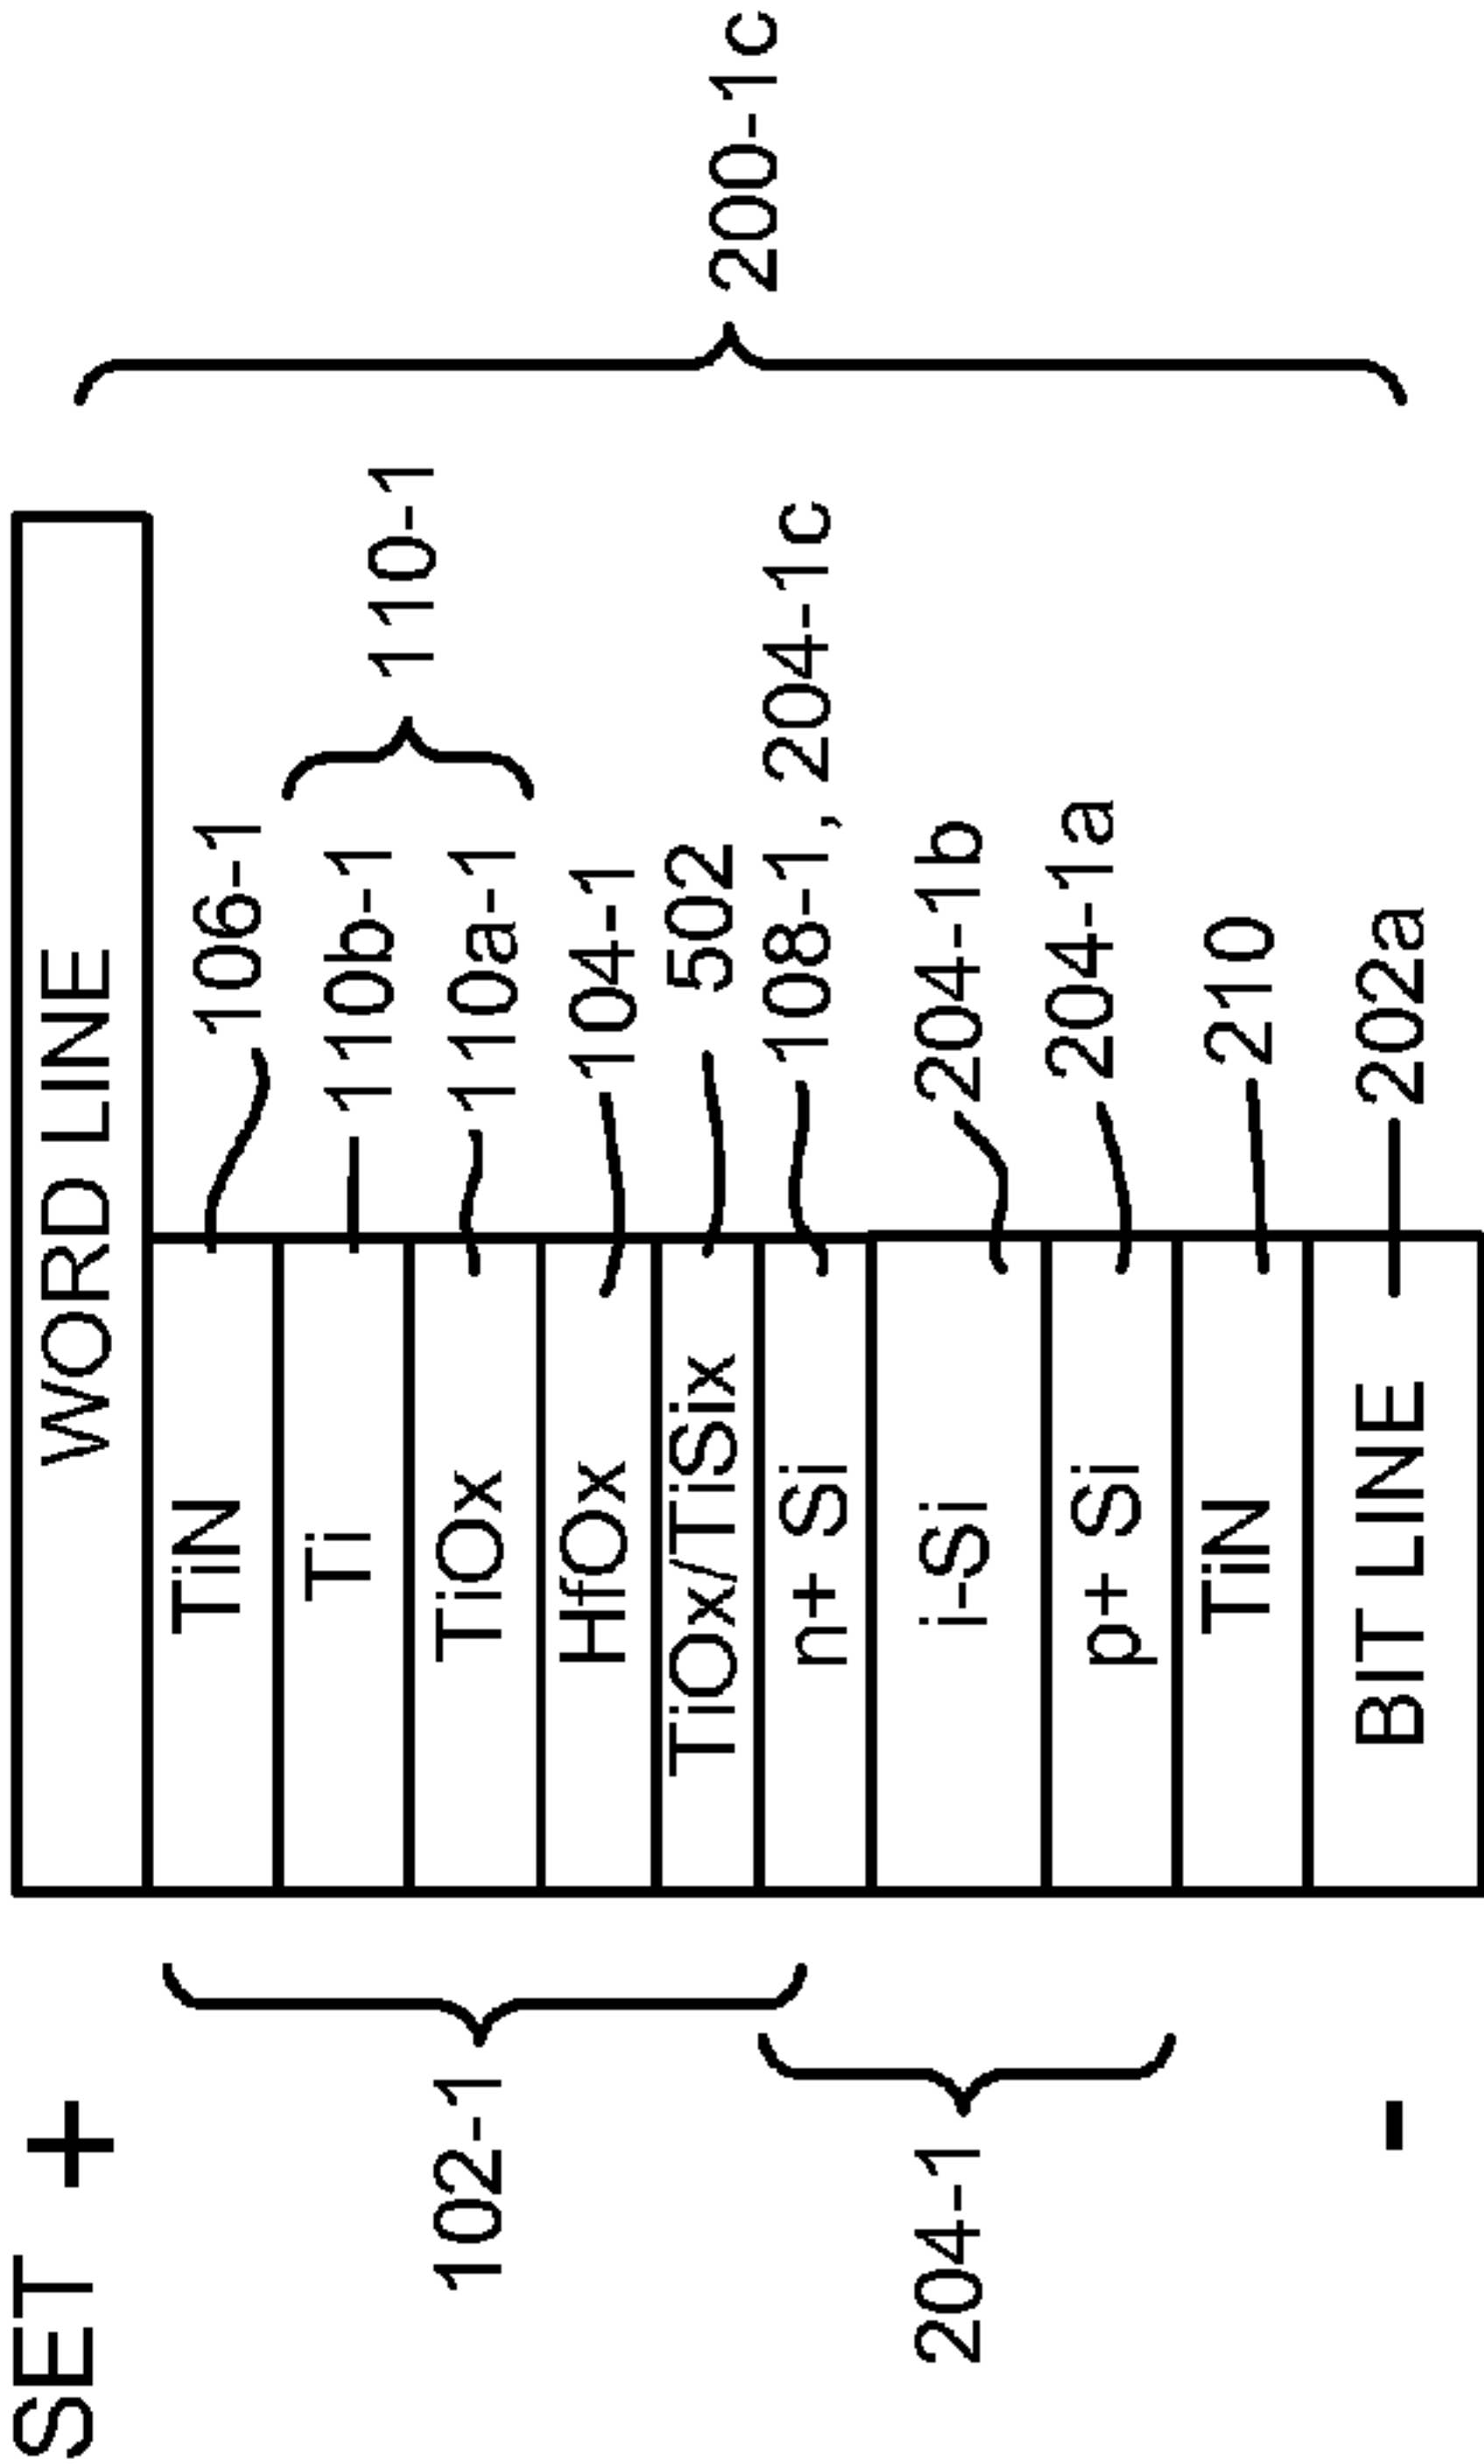 SET +
WORD LINE
TiN
106-1
Ti
110b-1
110-1
TiOx
110a-1
102-1
HfOx
104-1
TiOx/TiSix
502
n+ Si
108-1, 204-1c
200-1c
i-Si
204-1b
204-1
p+ Si
204-1a
TiN
210
-
BIT LINE
202a